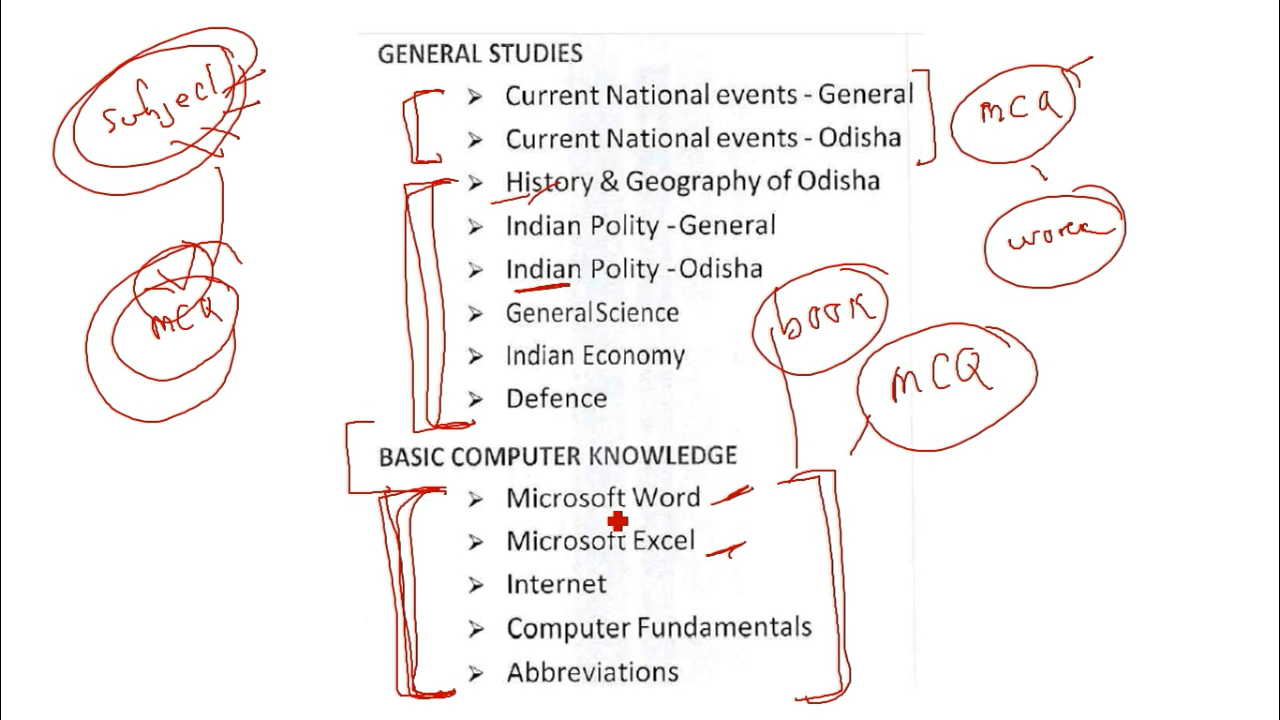 GENERAL STUDIES
Subject
➢ Current National events - General
MCQ
➢ Current National events - Odisha
➢ History & Geography of Odisha
➢ Indian Polity - General
➢ Indian Polity - Odisha
➢ General Science
book
MCQ
➢ Indian Economy
MCQ
➢ Defence
BASIC COMPUTER KNOWLEDGE
➢ Microsoft Word
➢ Microsoft Excel
➢ Internet
➢ Computer Fundamentals
➢ Abbreviations